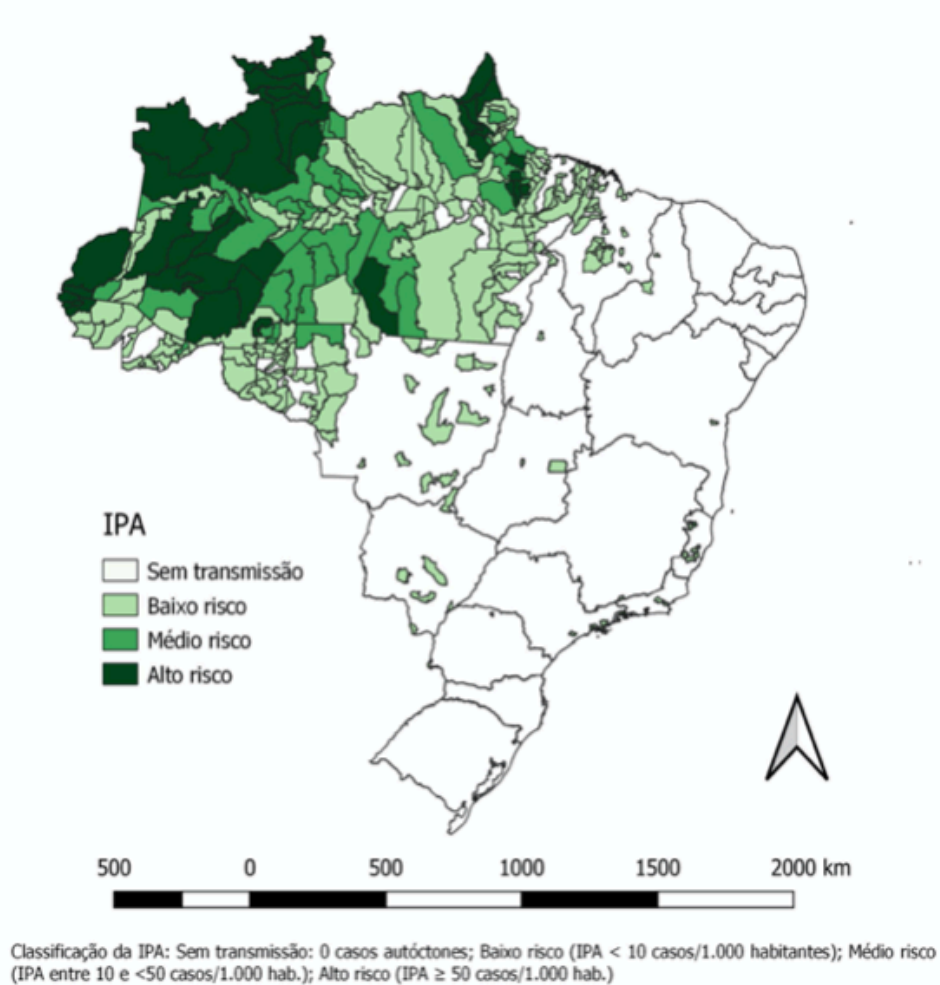 IPA
Sem transmissão
Baixo risco
Médio risco
Alto risco
500 0 500 1000 1500 2000 km
Classificação da IPA: Sem transmissão: 0 casos autóctones; Baixo risco (IPA < 10 casos/1.000 habitantes); Médio risco
(IPA entre 10 e <50 casos/1.000 hab.); Alto risco (IPA ≥ 50 casos/1.000 hab.)